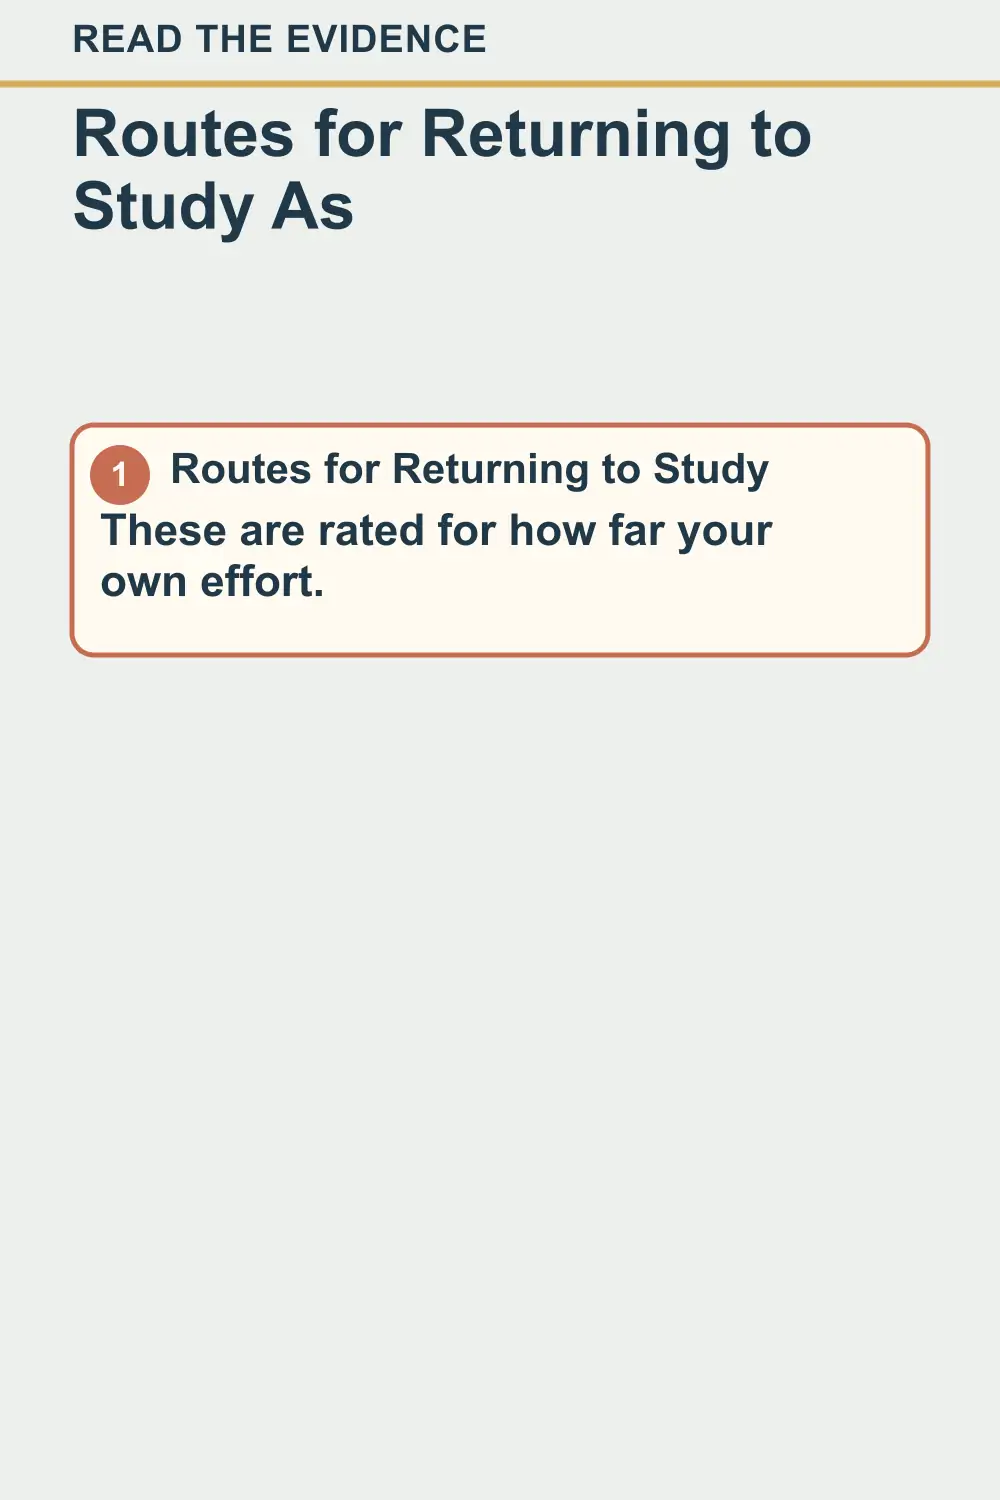 READ THE EVIDENCE
Routes for Returning to
Study As
1 Routes for Returning to Study
These are rated for how far your
own effort.